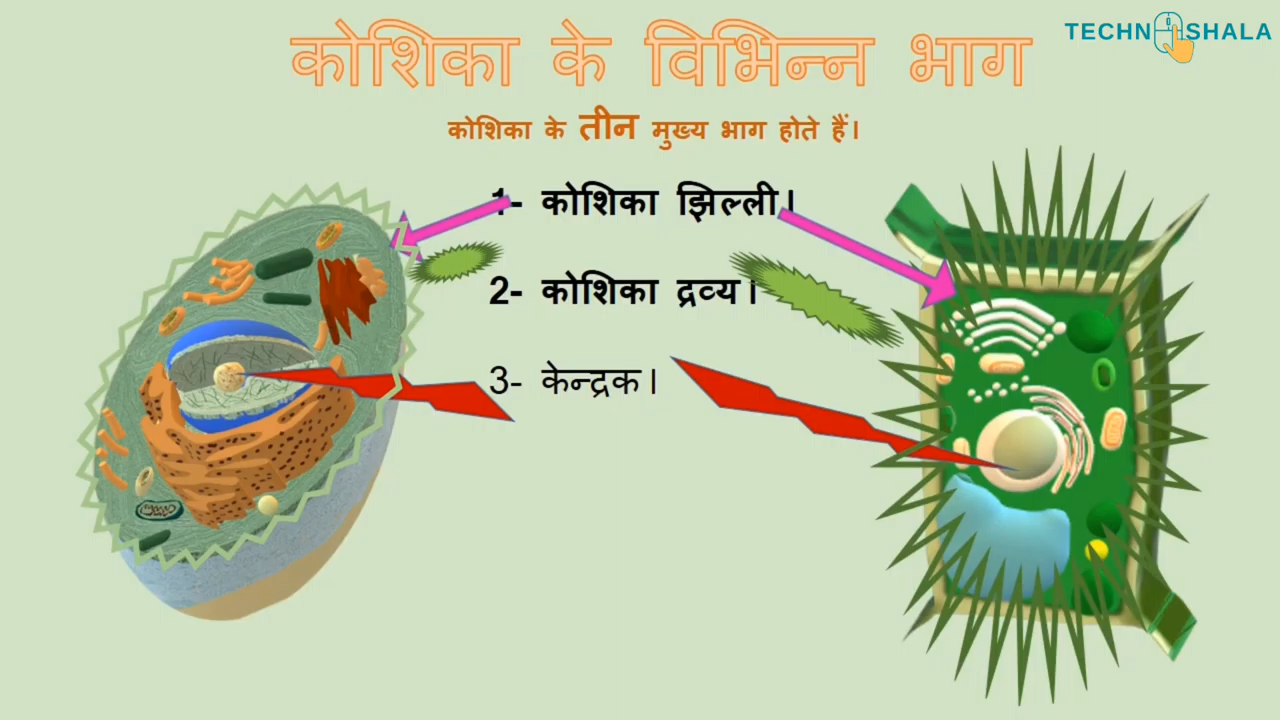 TECHNOSHALA
कोशिका के विभिन्न भाग
कोशिका के तीन मुख्य भाग होते हैं।
1- कोशिका झिल्ली।
2- कोशिका द्रव्य।
3- केन्द्रक।